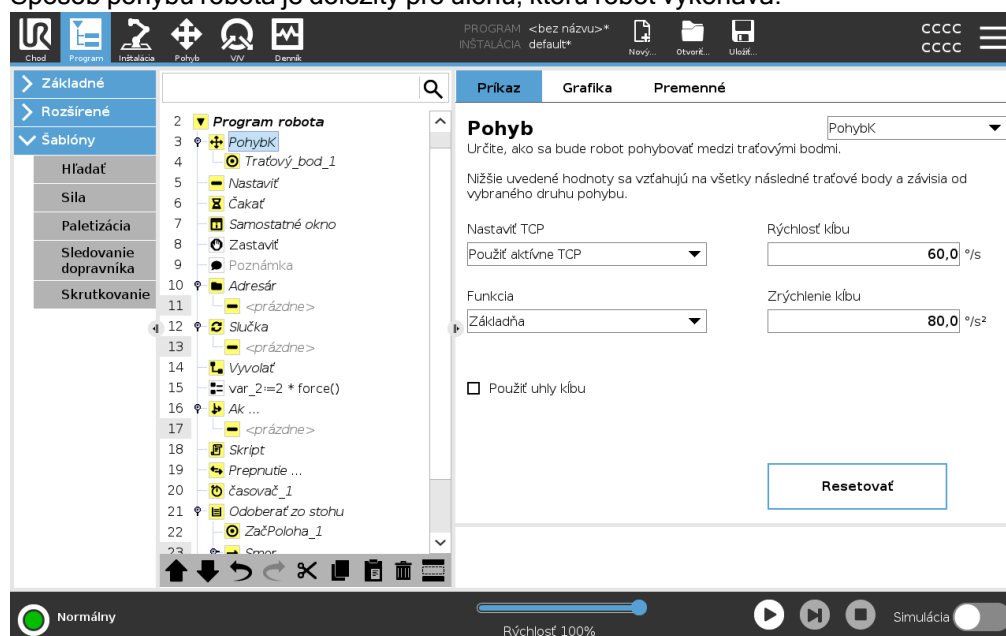 Spôsob pohybu robota je dôležitý pre úlohu, ktorú robot vykonáva.
PROGRAM <bez názvu>*
INŠTALÁCIA default*
Chod Program Inštalácia Pohyb V/V Denník
Nový... Otvoriť... Uložiť...
CCCC
CCCC
Základné
Rozšírené
Šablóny
Hľadať
Sila
Paletizácia
Sledovanie
dopravníka
Skrutkovanie
2 Program robota
3 PohybK
4 Traťový_bod_1
5 Nastaviť
6 Čakať
7 Samostatné okno
8 Zastaviť
9 Poznámka
10 Adresár
11 <prázdne>
12 Slučka
13 <prázdne>
14 Vyvolať
15 var_2≔2 * force()
16 Ak ...
17 <prázdne>
18 Skript
19 Prepnutie ...
20 časovač_1
21 Odoberať zo stohu
22 ZačPoloha_1
23 Smer
Príkaz Grafika Premenné
Pohyb
PohybK
Určite, ako sa bude robot pohybovať medzi traťovými bodmi.
Nižšie uvedené hodnoty sa vzťahujú na všetky následné traťové body a závisia od
vybraného druhu pohybu.
Nastaviť TCP
Použiť aktívne TCP
Rýchlosť kĺbu
60,0 °/s
Funkcia
Základňa
Zrýchlenie kĺbu
80,0 °/s²
Použiť uhly kĺbu
Resetovať
Normálny
Rýchlosť 100%
Simulácia